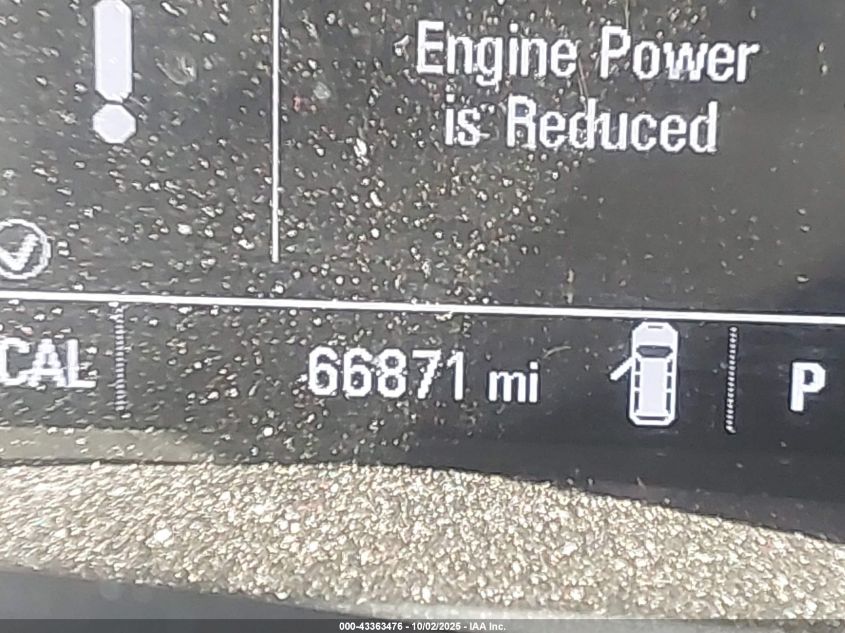 Engine Power
is Reduced
CAL
66871 mi
P
000-43363476 - 10/02/2025 - IAA Inc.